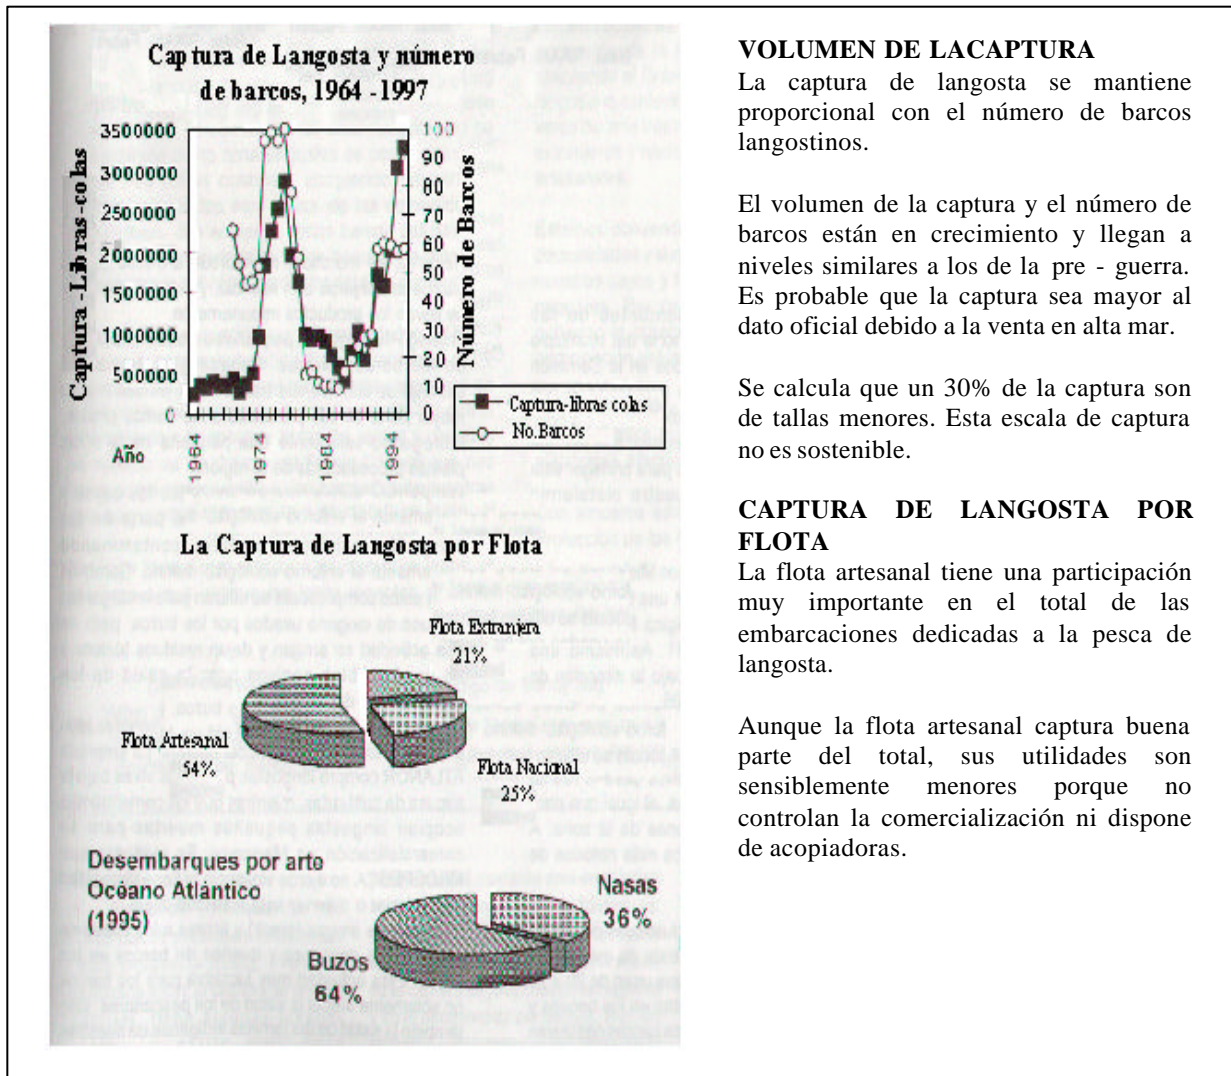 Captura de Langosta y número
de barcos, 1964 -1997
3500000
3000000
2500000
2000000
1500000
1000000
500000
0
Captura -Libras-colas
100
90
80
70
60
50
40
30
20
10
0
Número de Barcos
Captura-libras colas
No. Barcos
Año
1964
1974
1984
1994
La Captura de Langosta por Flota
Flota Extranjera
21%
Flota Artesanal
54%
Flota Nacional
25%
Desembarques por arte
Océano Atlántico
(1995)
Nasas
36%
Buzos
64%
VOLUMEN DE LACAPTURA
La captura de langosta se mantiene
proporcional con el número de barcos
langostinos.
El volumen de la captura y el número de
barcos están en crecimiento y llegan a
niveles similares a los de la pre - guerra.
Es probable que la captura sea mayor al
dato oficial debido a la venta en alta mar.
Se calcula que un 30% de la captura son
de tallas menores. Esta escala de captura
no es sostenible.
CAPTURA DE LANGOSTA POR
FLOTA
La flota artesanal tiene una participación
muy importante en el total de las
embarcaciones dedicadas a la pesca de
langosta.
Aunque la flota artesanal captura buena
parte del total, sus utilidades son
sensiblemente menores porque no
controlan la comercialización ni dispone
de acopiadoras.